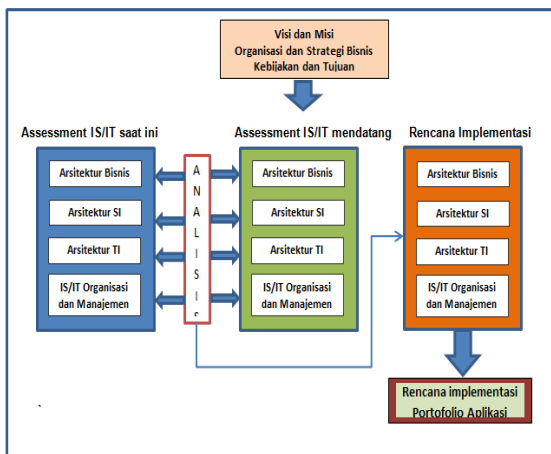 Visi dan Misi
Organisasi dan Strategi Bisnis
Kebijakan dan Tujuan
Assessment IS/IT saat ini
Assessment IS/IT mendatang
Rencana Implementasi
Arsitektur Bisnis
Arsitektur SI
Arsitektur TI
IS/IT Organisasi
dan Manajemen
A
N
A
L
I
S
I
S
Arsitektur Bisnis
Arsitektur SI
Arsitektur TI
IS/IT Organisasi
dan Manajemen
Arsitektur Bisnis
Arsitektur SI
Arsitektur TI
IS/IT Organisasi
dan Manajemen
Rencana implementasi
Portofolio Aplikasi